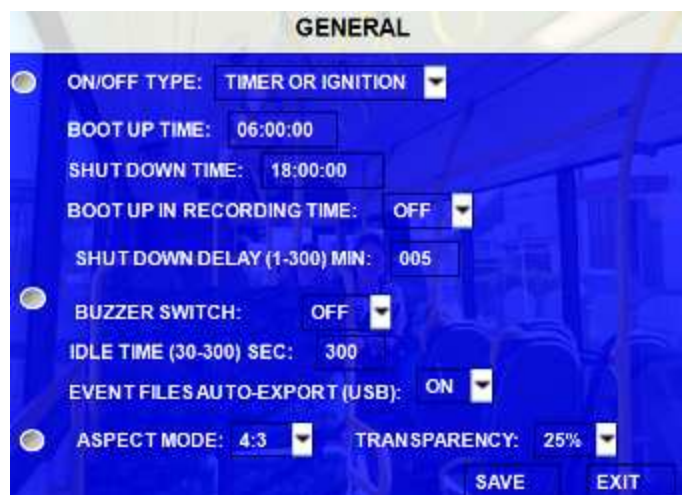 GENERAL
ON/OFF TYPE: TIMER OR IGNITION
BOOT UP TIME: 06:00:00
SHUT DOWN TIME: 18:00:00
BOOT UP IN RECORDING TIME: OFF
SHUT DOWN DELAY (1-300) MIN: 005
BUZZER SWITCH: OFF
IDLE TIME (30-300) SEC: 300
EVENT FILES AUTO-EXPORT (USB): ON
ASPECT MODE: 4:3 TRANSPARENCY: 25%
SAVE EXIT